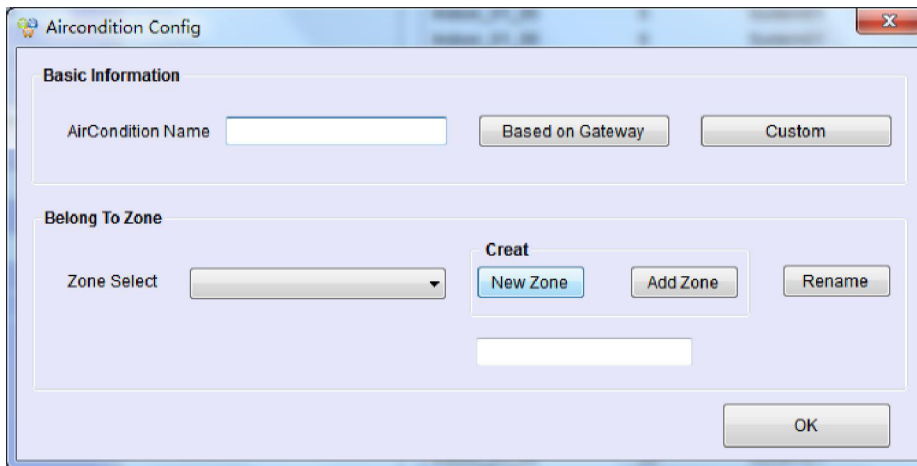 Aircondition Config
Basic Information
AirCondition Name
Based on Gateway
Custom
Belong To Zone
Zone Select
Creat
New Zone
Add Zone
Rename
OK